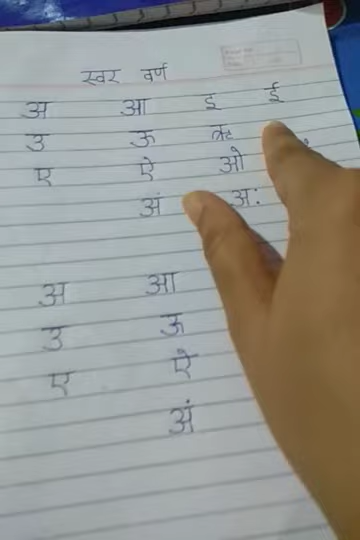 स्वर वर्ण
अ आ इ ई
उ ऊ ऋ
ए ऐ ओ
अं अः
अ आ
उ ऊ
ए ऐ
अं